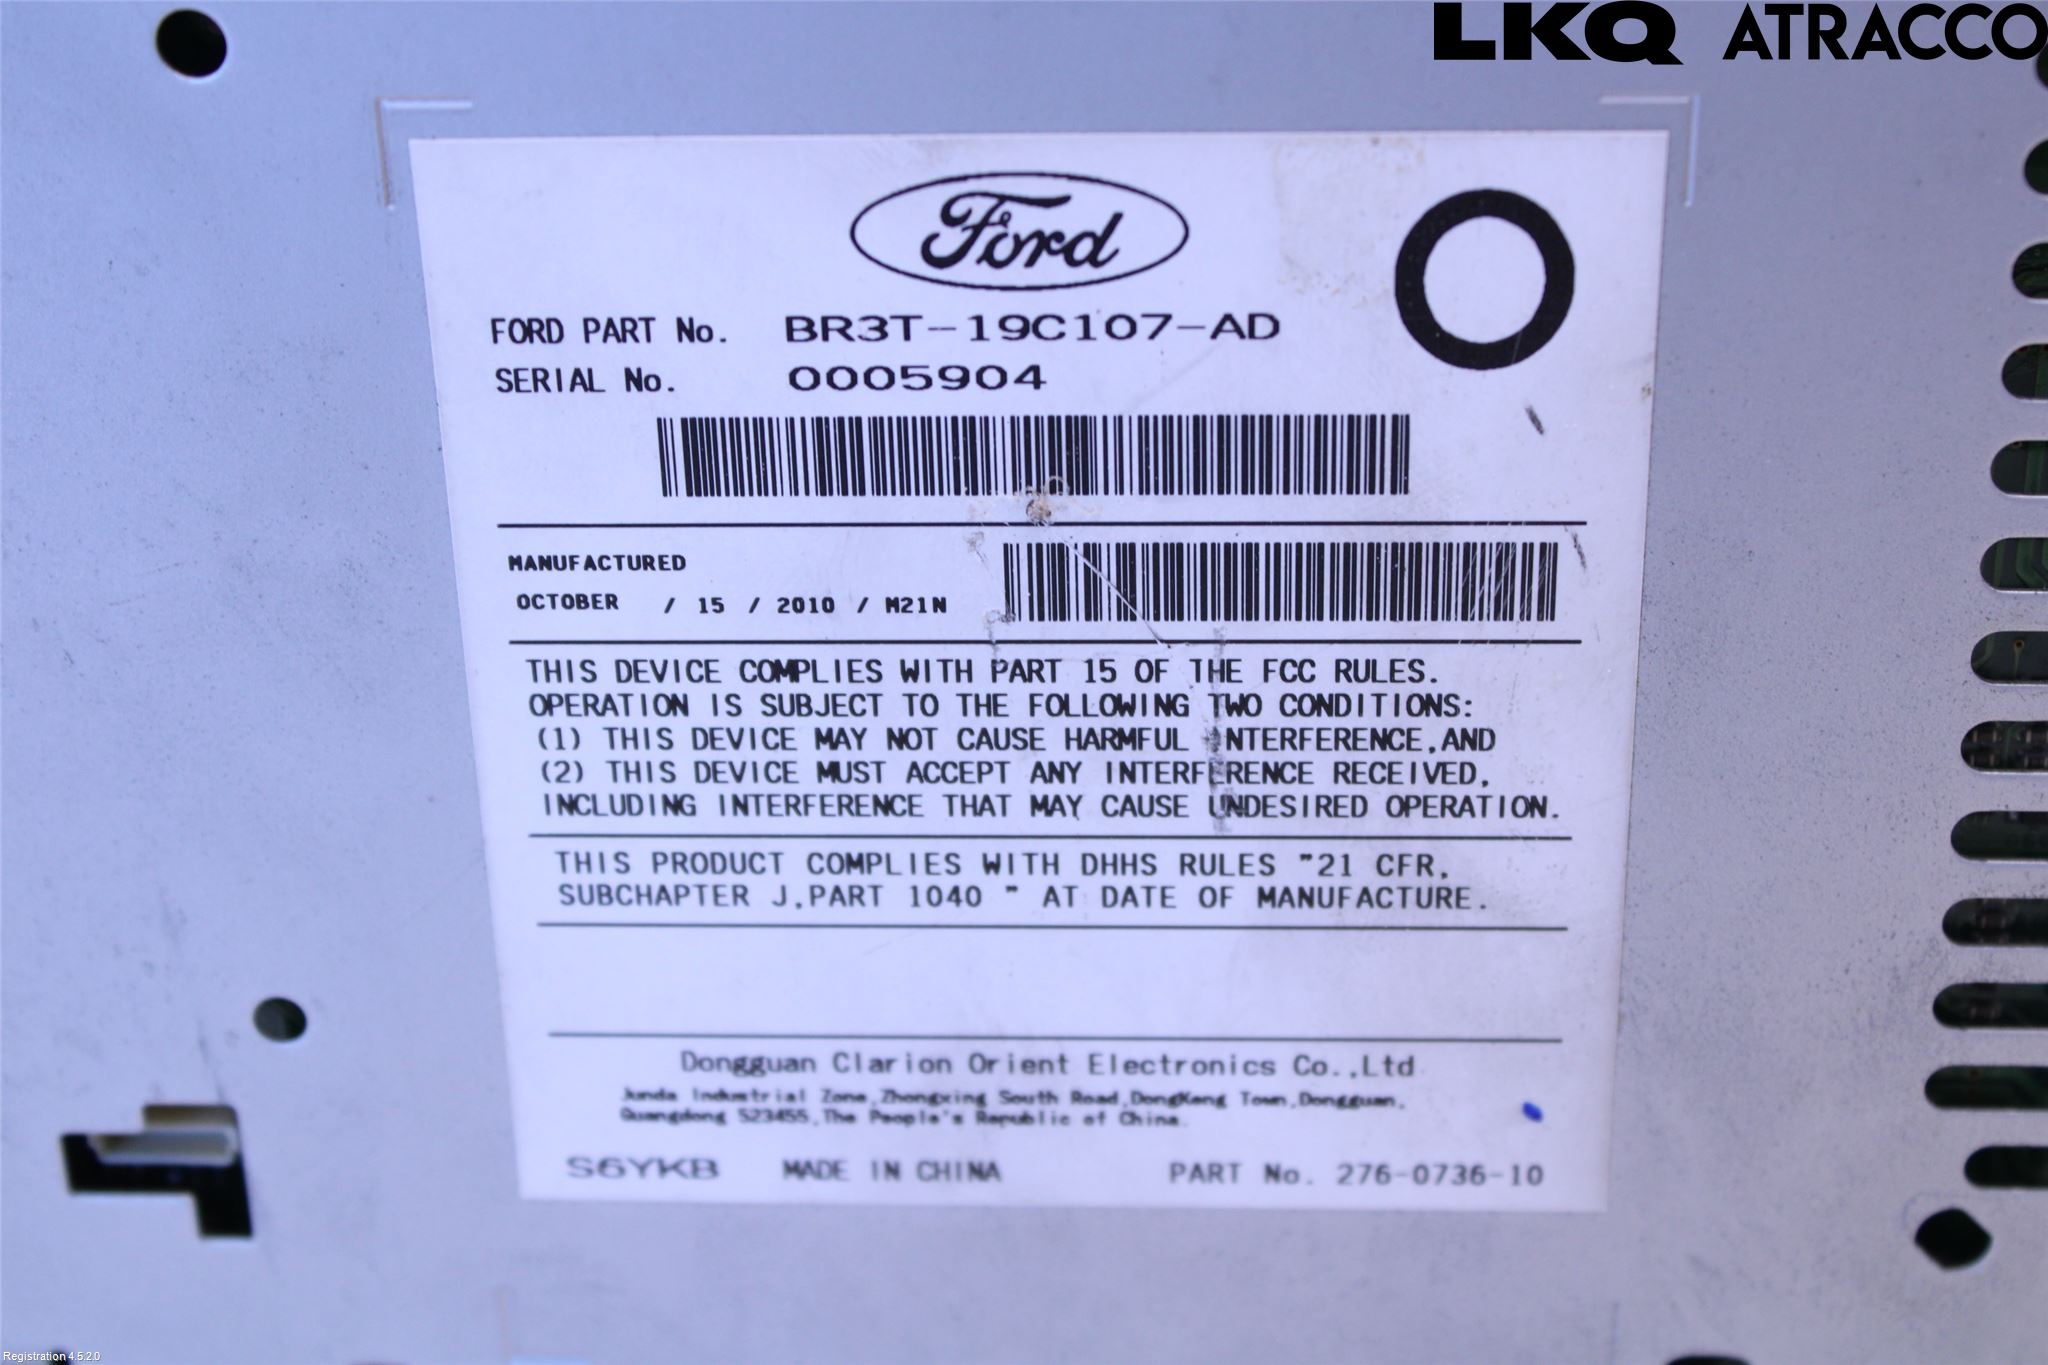 LKQ ATRACCO
Ford
FORD PART No. BR3T-19C107-AD
SERIAL No. 0005904
MANUFACTURED
OCTOBER / 15 / 2010 / M21N
THIS DEVICE COMPLIES WITH PART 15 OF THE FCC RULES.
OPERATION IS SUBJECT TO THE FOLLOWING TWO CONDITIONS:
(1) THIS DEVICE MAY NOT CAUSE HARMFUL INTERFERENCE,AND
(2) THIS DEVICE MUST ACCEPT ANY INTERFERENCE RECEIVED,
INCLUDING INTERFERENCE THAT MAY CAUSE UNDESIRED OPERATION.
THIS PRODUCT COMPLIES WITH DHHS RULES "21 CFR,
SUBCHAPTER J,PART 1040 " AT DATE OF MANUFACTURE.
Dongguan Clarion Orient Electronics Co.,Ltd
Junda Industrial Zone,Zhongxing South Road,DongKeng Town,Dongguan,
Guangdong 523455,The People's Republic of China.
S6YKB MADE IN CHINA PART No. 276-0736-10
Registration 4.5.2.0